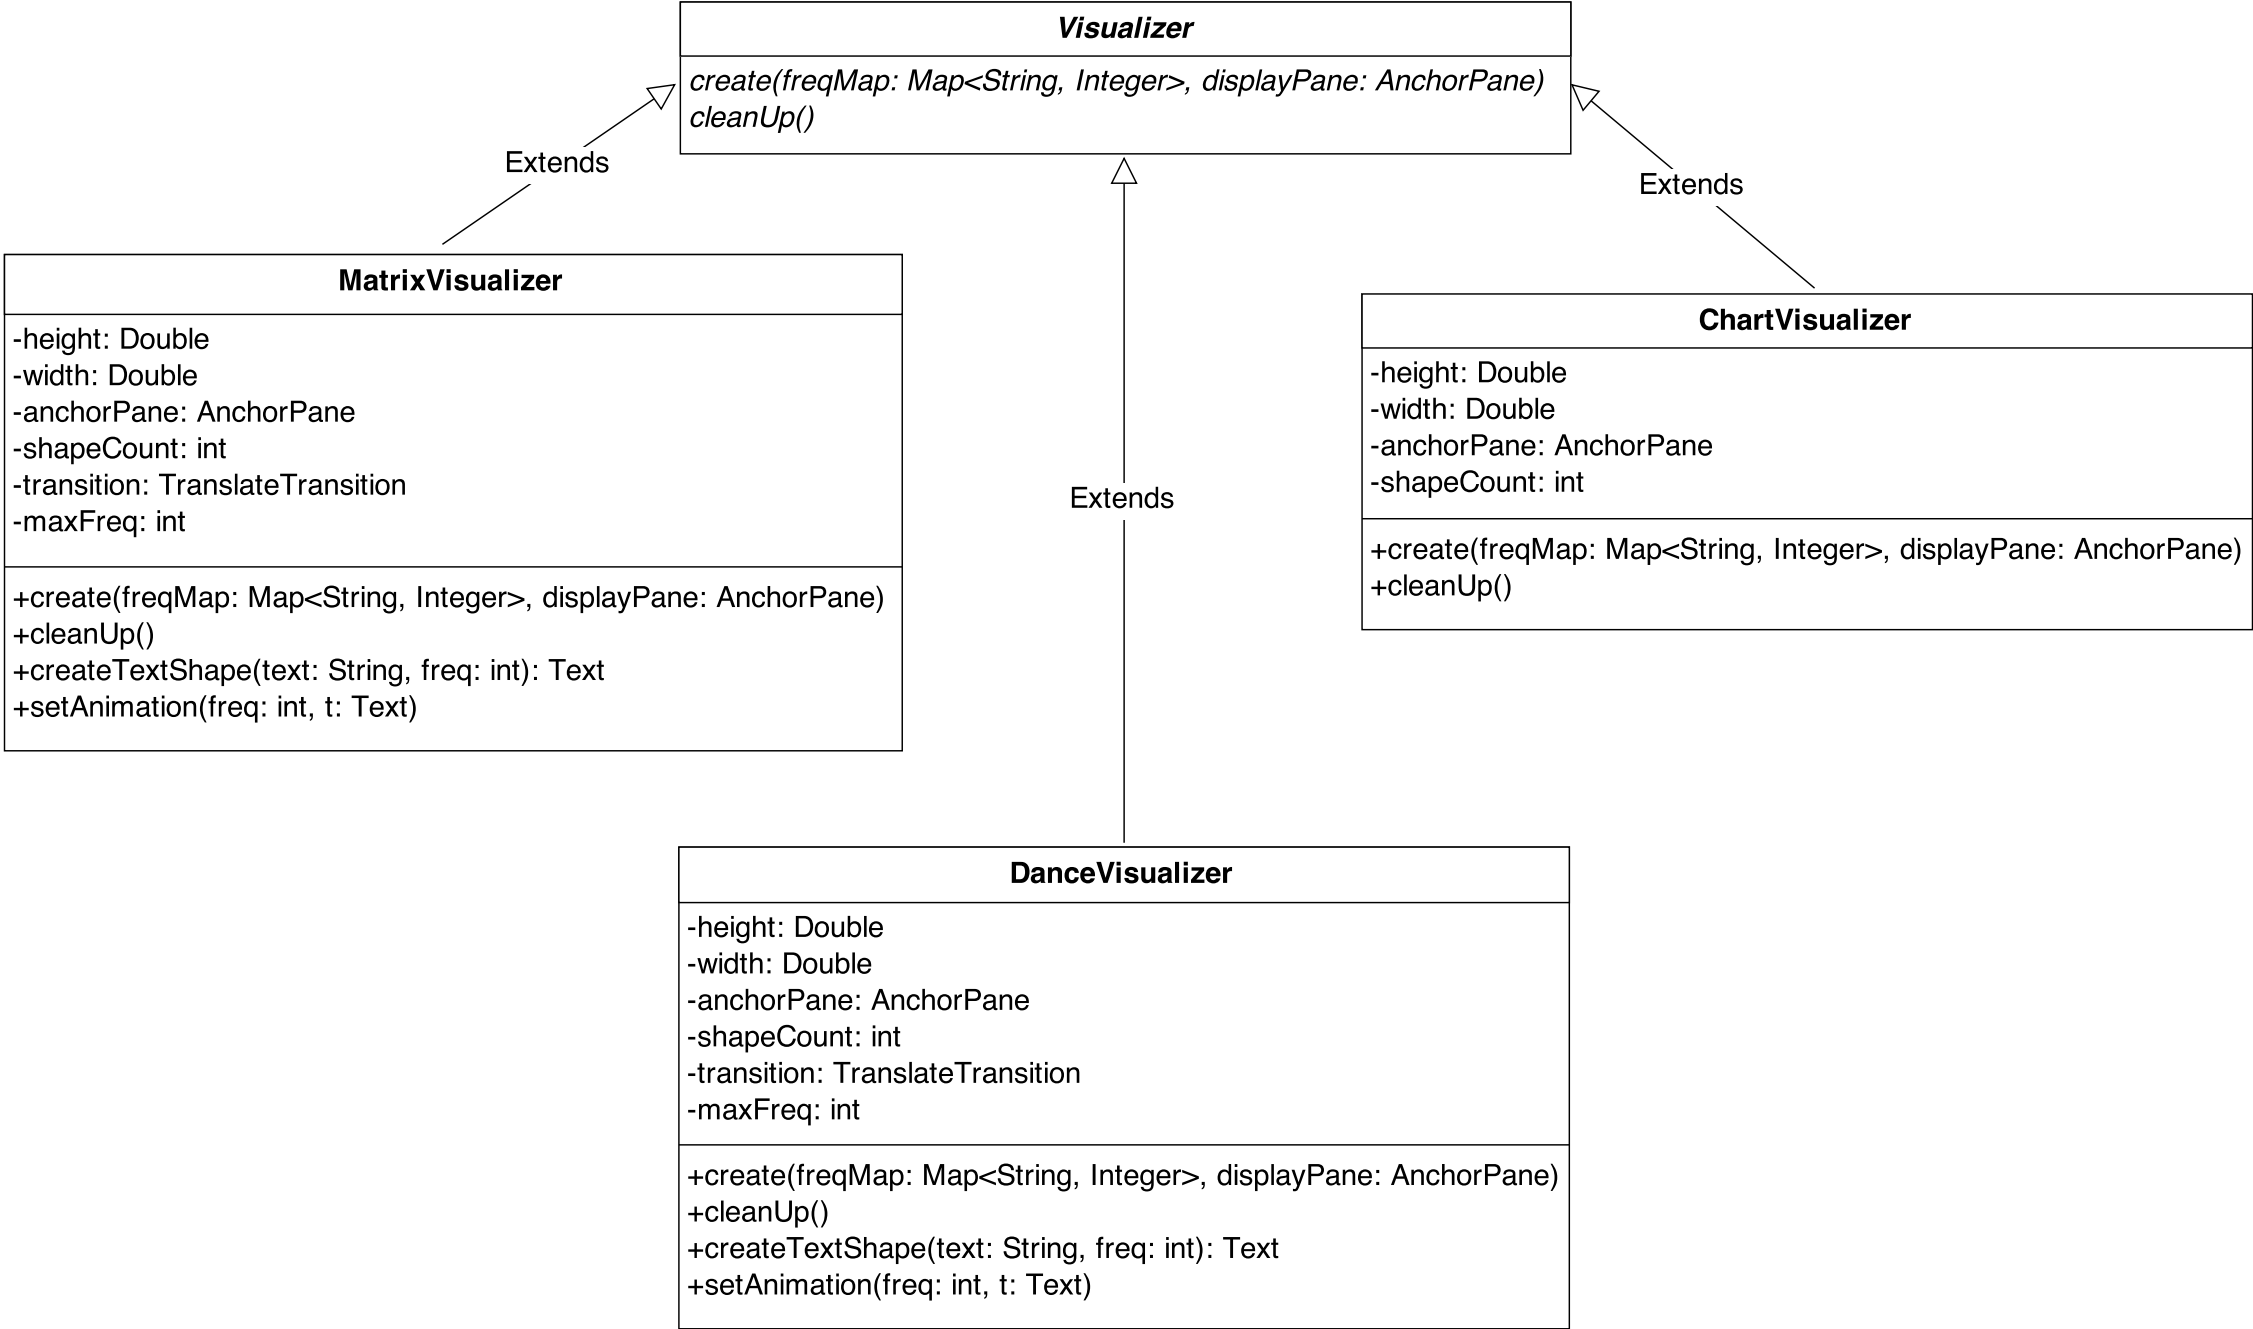 Visualizer
create(freqMap: Map<String, Integer>, displayPane: AnchorPane)
cleanUp()
Extends
Extends
Extends
MatrixVisualizer
-height: Double
-width: Double
-anchorPane: AnchorPane
-shapeCount: int
-transition: TranslateTransition
-maxFreq: int
+create(freqMap: Map<String, Integer>, displayPane: AnchorPane)
+cleanUp()
+createTextShape(text: String, freq: int): Text
+setAnimation(freq: int, t: Text)
ChartVisualizer
-height: Double
-width: Double
-anchorPane: AnchorPane
-shapeCount: int
+create(freqMap: Map<String, Integer>, displayPane: AnchorPane)
+cleanUp()
DanceVisualizer
-height: Double
-width: Double
-anchorPane: AnchorPane
-shapeCount: int
-transition: TranslateTransition
-maxFreq: int
+create(freqMap: Map<String, Integer>, displayPane: AnchorPane)
+cleanUp()
+createTextShape(text: String, freq: int): Text
+setAnimation(freq: int, t: Text)